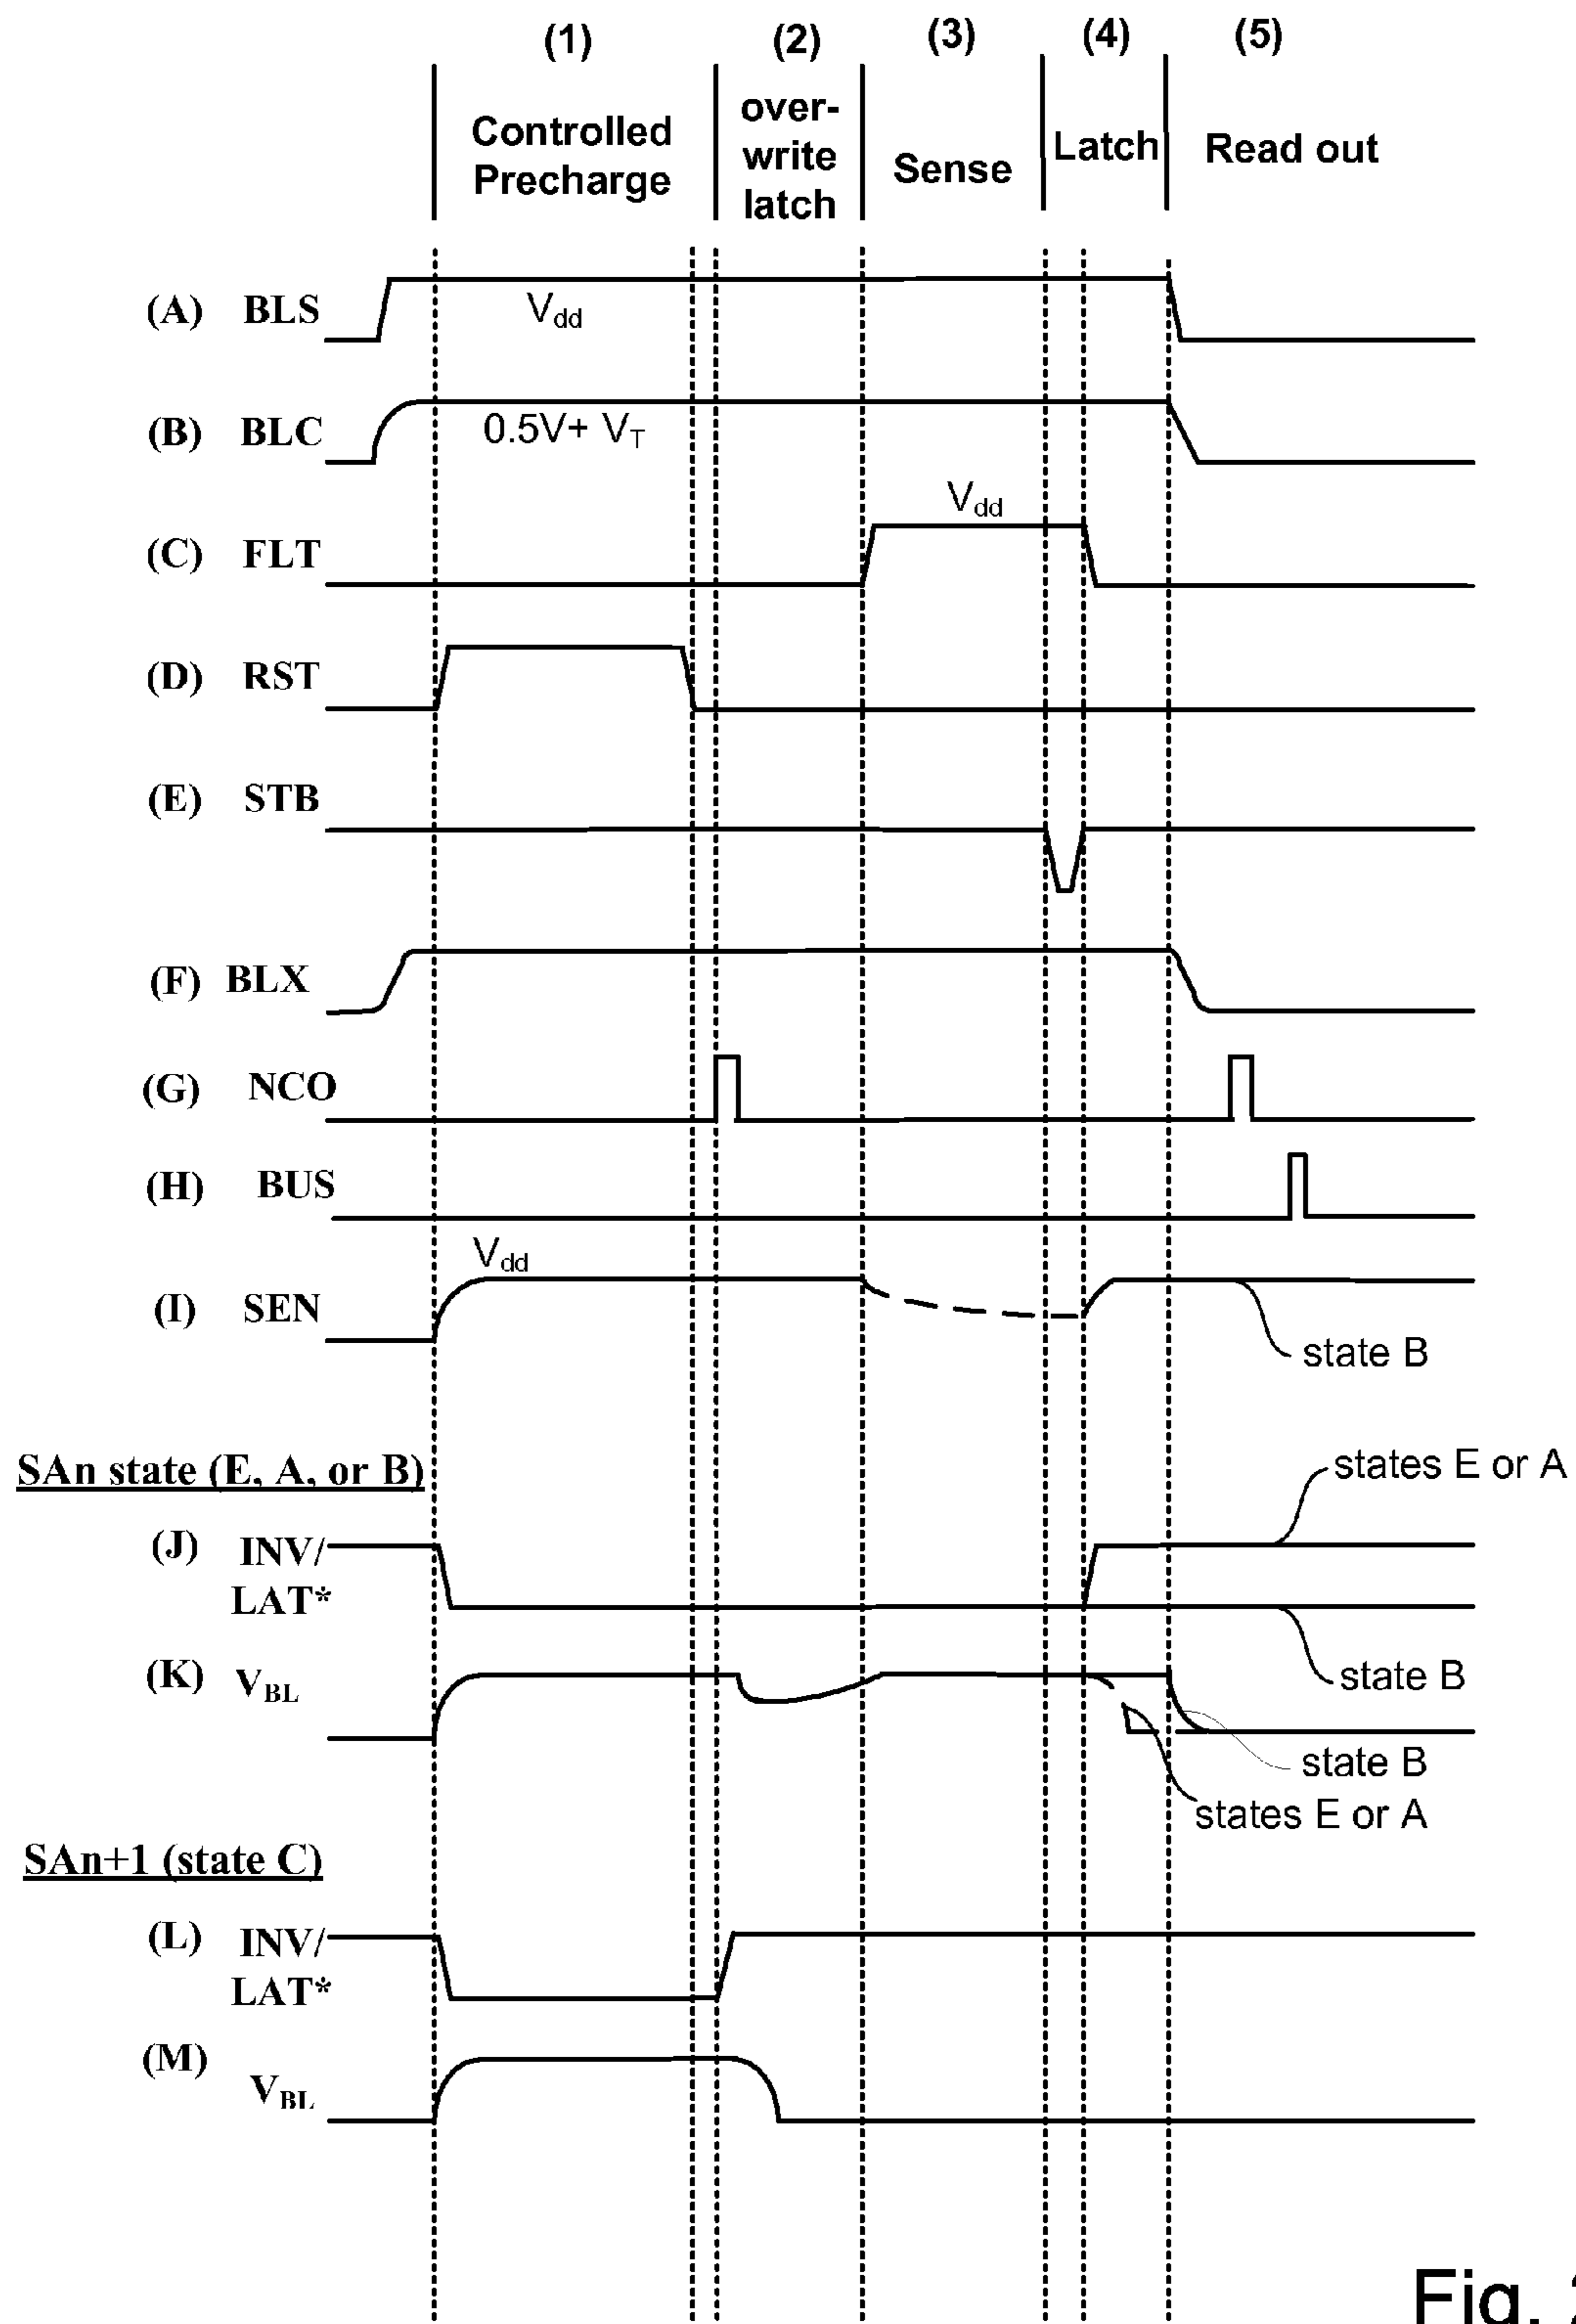 (1) (2) (3) (4) (5)
Controlled
Precharge
over-
write
latch
Sense
Latch
Read out
(A) BLS
Vdd
(B) BLC
0.5V+ VT
(C) FLT
Vdd
(D) RST
(E) STB
(F) BLX
(G) NCO
(H) BUS
Vdd
(I) SEN
state B
SAn state (E, A, or B)
states E or A
(J) INV/
LAT*
state B
(K) VBL
state B
states E or A
SAn+1 (state C)
(L) INV/
LAT*
(M)
VBL
Fig.